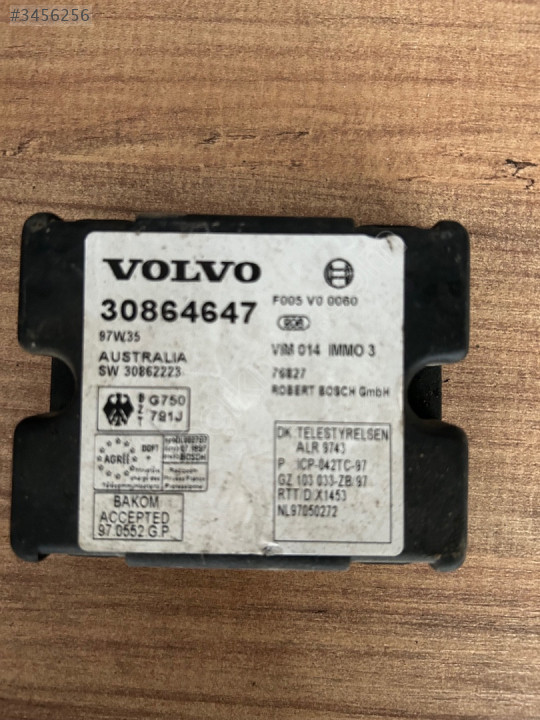 #3456256
VOLVO
30864647
97W35
AUSTRALIA
SW 30862223
F005 V0 0060
VIM 014 IMMO 3
76827
ROBERT BOSCH GmbH
B Z T
G750
791J
AGRÉÉ
BOSCH
BAKOM
ACCEPTED
97.0552.G.P.
DK TELESTYRELSEN
ALR 9743
P ICP-042TC-97
GZ 103 033-ZB/97
RTT D X1453
NL97050272